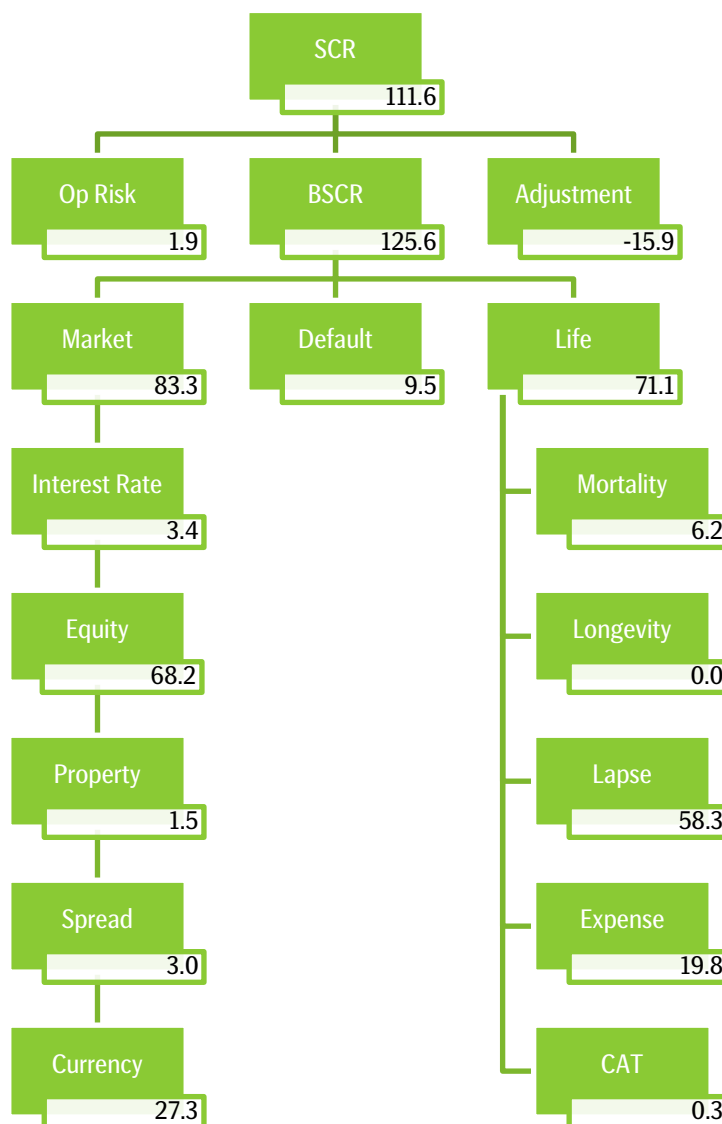 SCR
111.6
Op Risk
1.9
BSCR
125.6
Adjustment
-15.9
Market
83.3
Default
9.5
Life
71.1
Interest Rate
3.4
Mortality
6.2
Equity
68.2
Longevity
0.0
Property
1.5
Lapse
58.3
Spread
3.0
Expense
19.8
Currency
27.3
CAT
0.3